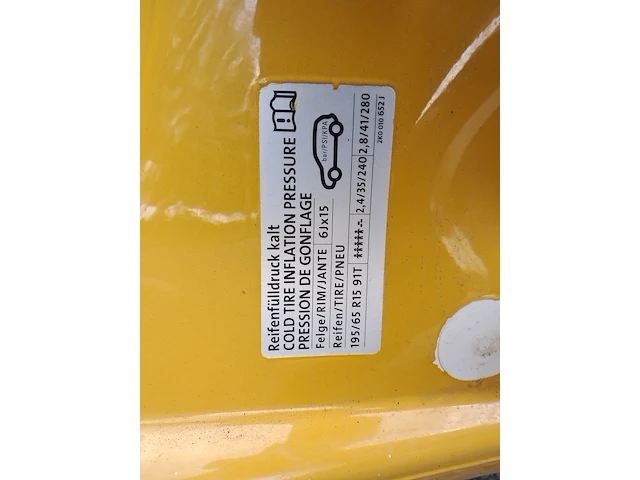 Reifenfülldruck kalt
COLD TIRE INFLATION PRESSURE
PRESSION DE GONFLAGE
Felge/RIM/JANTE 6Jx15
bar/PSI/KPA
Reifen/TIRE/PNEU
195/65 R15 91T 2,4/35/240 2,8/41/280
2K0 010 652 J